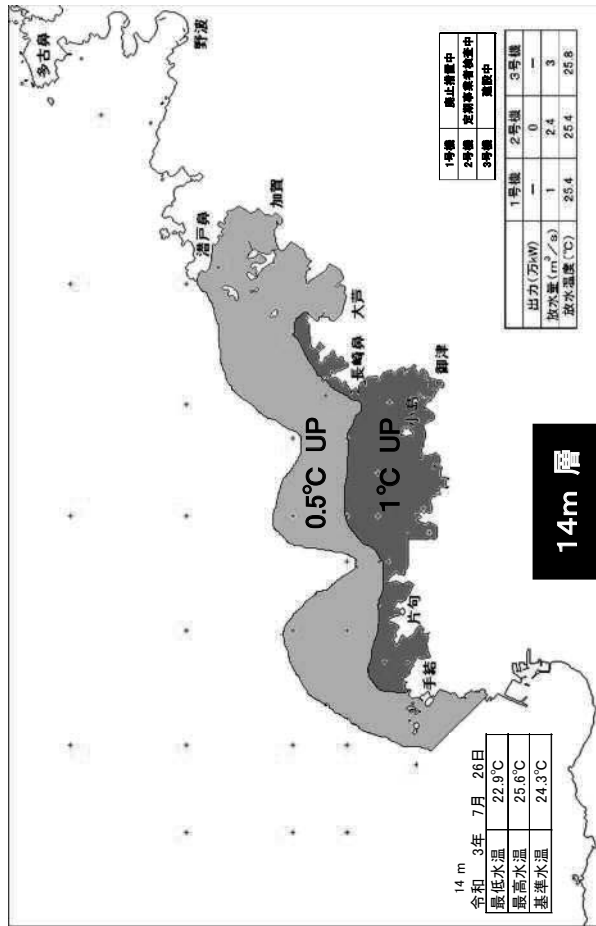 多古鼻
野波
潜戸鼻
加賀
大芦
長崎鼻
御津
小島
片句
手結
0.5℃ UP
1℃ UP
14m 層
1号機 廃止措置中
2号機 定期事業者検査中
3号機 建設中
1号機 2号機 3号機
出力(万kW) ー 0 ー
放水量(m³/s) 1 2.4 3
放水温度(℃) 25.4 25.4 25.8
14 m
令和 3年 7月 26日
最低水温 22.9℃
最高水温 25.6℃
基準水温 24.3℃